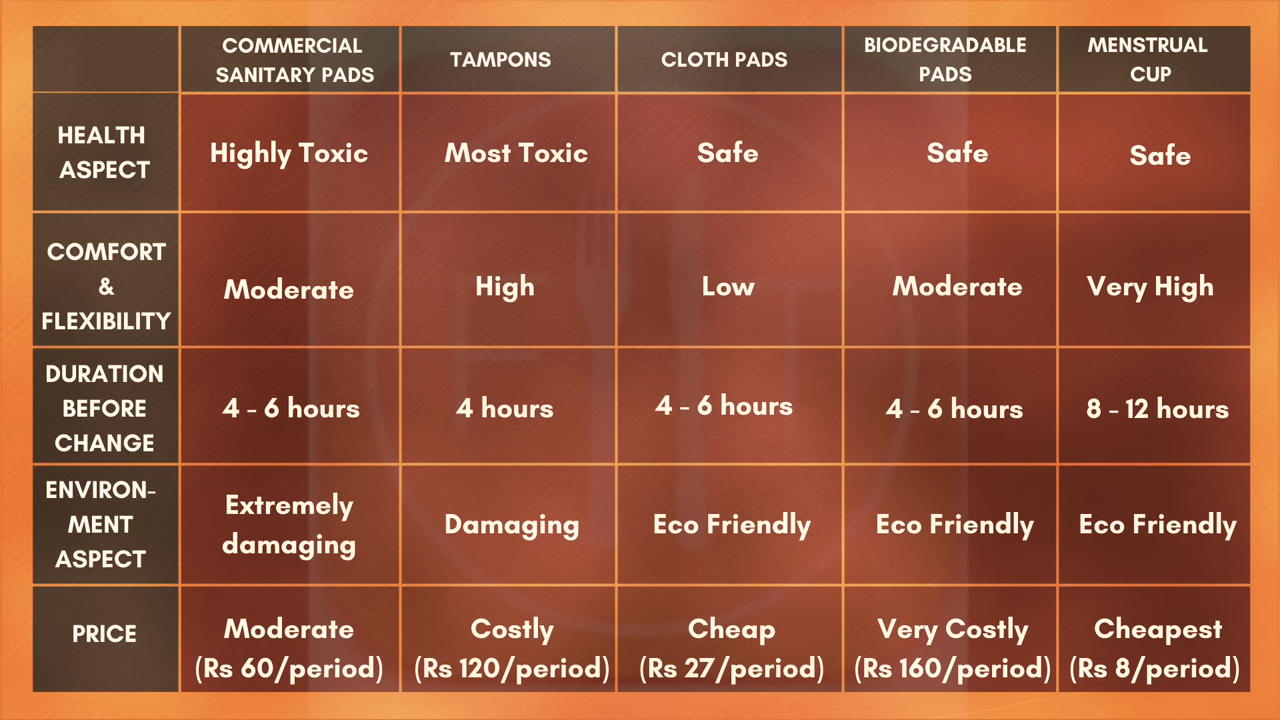 COMMERCIAL
SANITARY PADS
TAMPONS
CLOTH PADS
BIODEGRADABLE
PADS
MENSTRUAL
CUP
HEALTH
ASPECT
Highly Toxic
Most Toxic
Safe
Safe
Safe
COMFORT
&
FLEXIBILITY
Moderate
High
Low
Moderate
Very High
DURATION
BEFORE
CHANGE
4 - 6 hours
4 hours
4 - 6 hours
4 - 6 hours
8 - 12 hours
ENVIRON-
MENT
ASPECT
Extremely
damaging
Damaging
Eco Friendly
Eco Friendly
Eco Friendly
PRICE
Moderate
(Rs 60/period)
Costly
(Rs 120/period)
Cheap
(Rs 27/period)
Very Costly
(Rs 160/period)
Cheapest
(Rs 8/period)